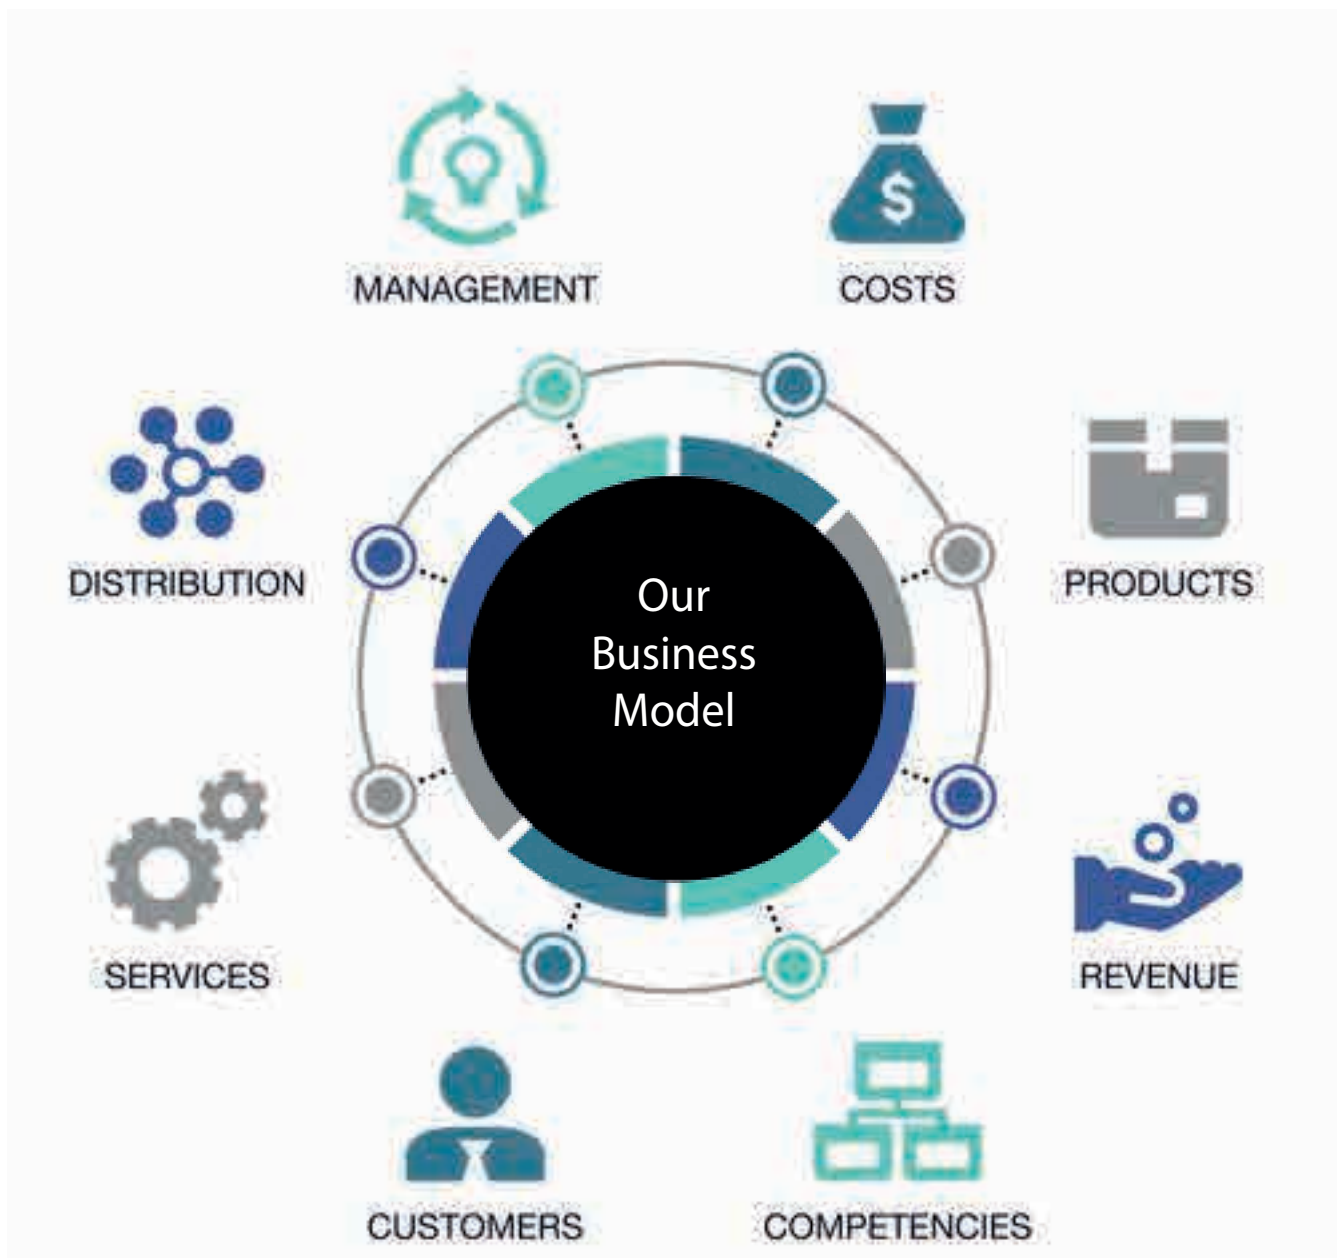 MANAGEMENT
COSTS
DISTRIBUTION
PRODUCTS
Our
Business
Model
SERVICES
REVENUE
CUSTOMERS
COMPETENCIES
$